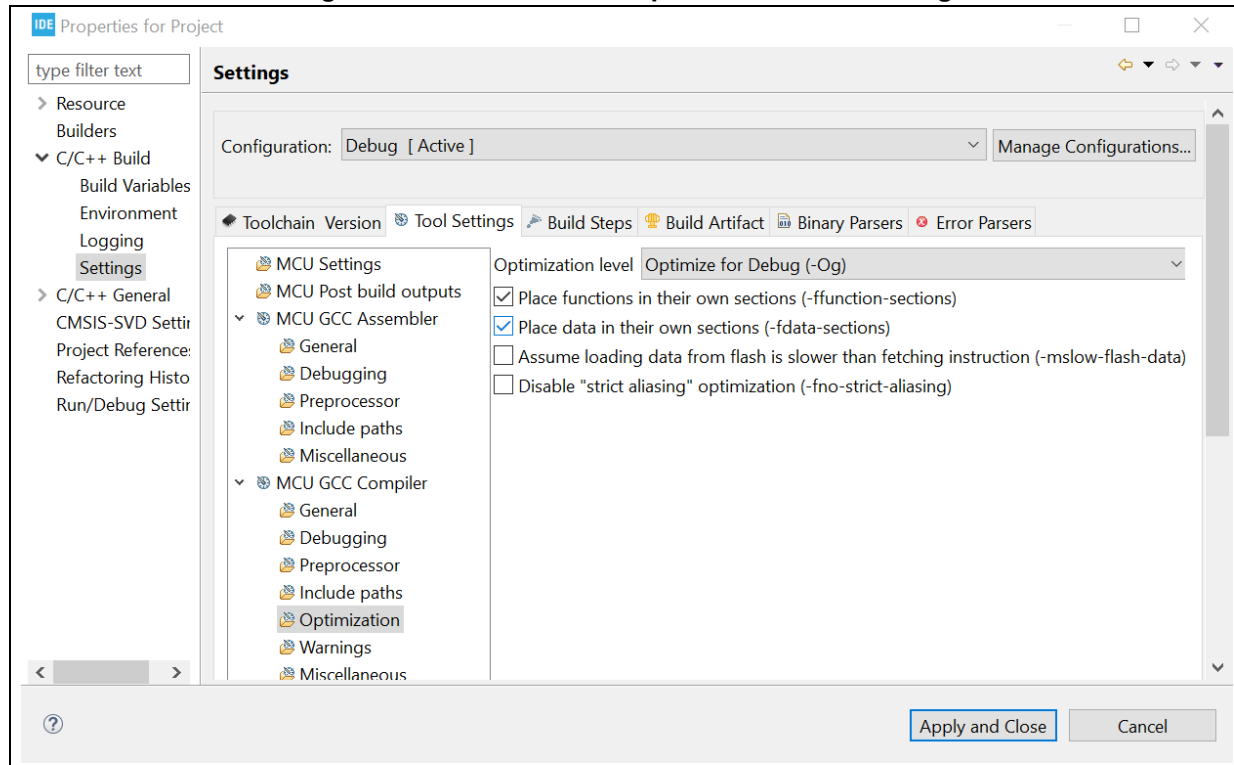 IDE Properties for Project
type filter text
Settings
Resource
Builders
C/C++ Build
Build Variables
Environment
Logging
Settings
C/C++ General
CMSIS-SVD Settir
Project Reference:
Refactoring Histo
Run/Debug Settir
Configuration: Debug [ Active ]
Manage Configurations...
Toolchain Version Tool Settings Build Steps Build Artifact Binary Parsers Error Parsers
MCU Settings
MCU Post build outputs
MCU GCC Assembler
General
Debugging
Preprocessor
Include paths
Miscellaneous
MCU GCC Compiler
General
Debugging
Preprocessor
Include paths
Optimization
Warnings
Miscellaneous
Optimization level Optimize for Debug (-Og)
Place functions in their own sections (-ffunction-sections)
Place data in their own sections (-fdata-sections)
Assume loading data from flash is slower than fetching instruction (-mslow-flash-data)
Disable "strict aliasing" optimization (-fno-strict-aliasing)
Apply and Close
Cancel